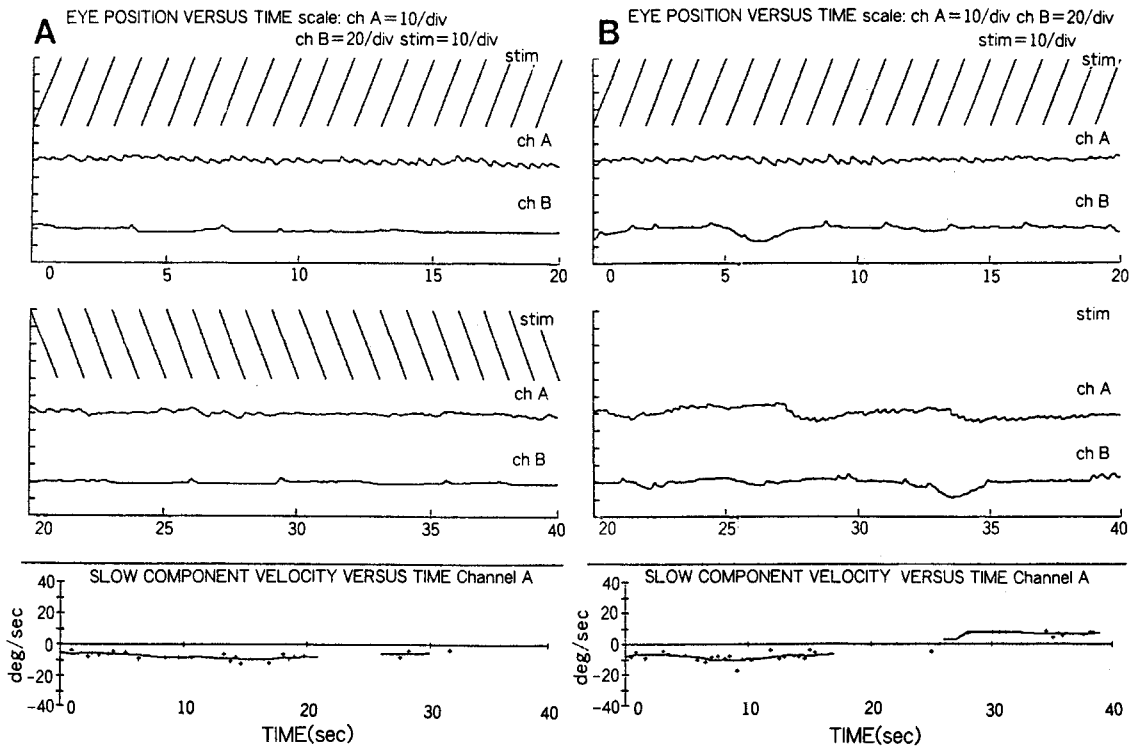 A
EYE POSITION VERSUS TIME scale: ch A=10/div
ch B=20/div stim=10/div
stim
ch A
ch B
0 5 10 15 20
stim
ch A
ch B
20 25 30 35 40
SLOW COMPONENT VELOCITY VERSUS TIME Channel A
deg/sec
40
20
0
-20
-40
0 10 20 30 40
TIME(sec)
B
EYE POSITION VERSUS TIME scale: ch A=10/div ch B=20/div
stim=10/div
stim
ch A
ch B
0 5 10 15 20
stim
ch A
ch B
20 25 30 35 40
SLOW COMPONENT VELOCITY VERSUS TIME Channel A
deg/sec
40
20
0
-20
-40
0 10 20 30 40
TIME(sec)